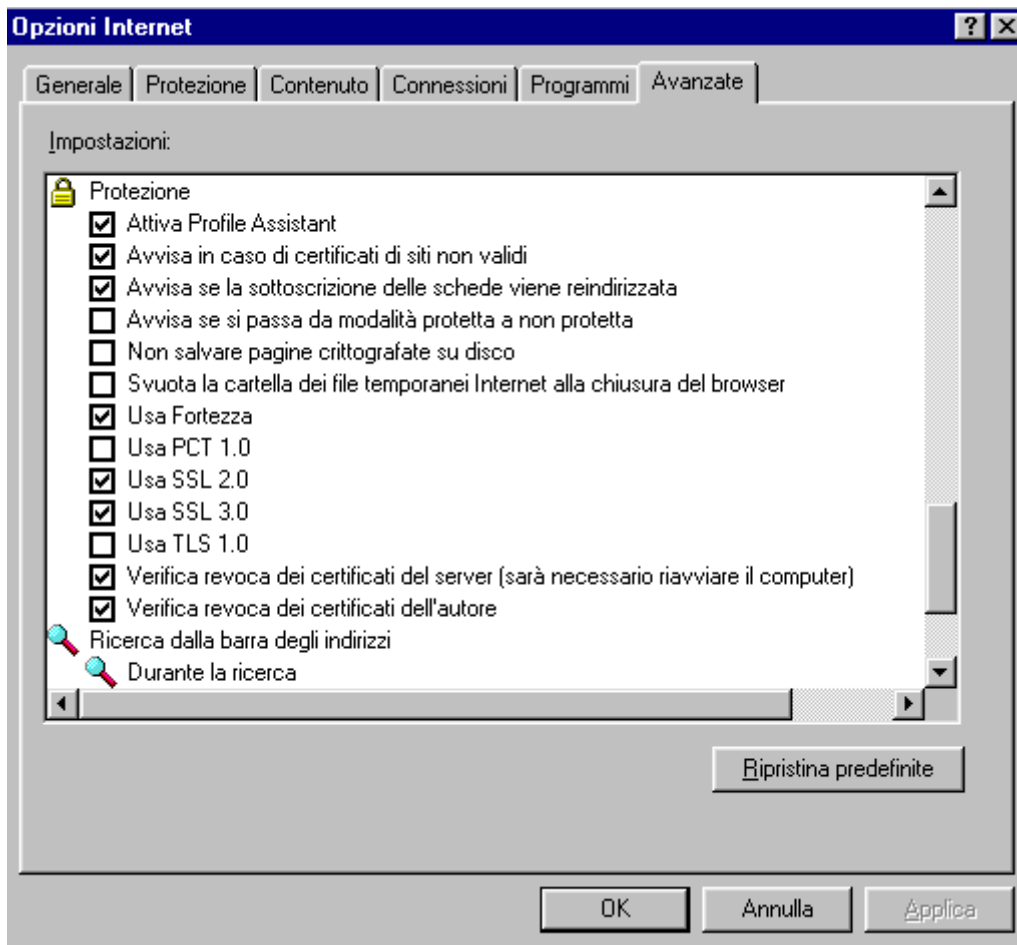 Opzioni Internet
Generale Protezione Contenuto Connessioni Programmi Avanzate
Impostazioni:
Protezione
Attiva Profile Assistant
Avvisa in caso di certificati di siti non validi
Avvisa se la sottoscrizione delle schede viene reindirizzata
Avvisa se si passa da modalità protetta a non protetta
Non salvare pagine crittografate su disco
Svuota la cartella dei file temporanei Internet alla chiusura del browser
Usa Fortezza
Usa PCT 1.0
Usa SSL 2.0
Usa SSL 3.0
Usa TLS 1.0
Verifica revoca dei certificati del server (sarà necessario riavviare il computer)
Verifica revoca dei certificati dell'autore
Ricerca dalla barra degli indirizzi
Durante la ricerca
Ripristina predefinite
OK Annulla Applica